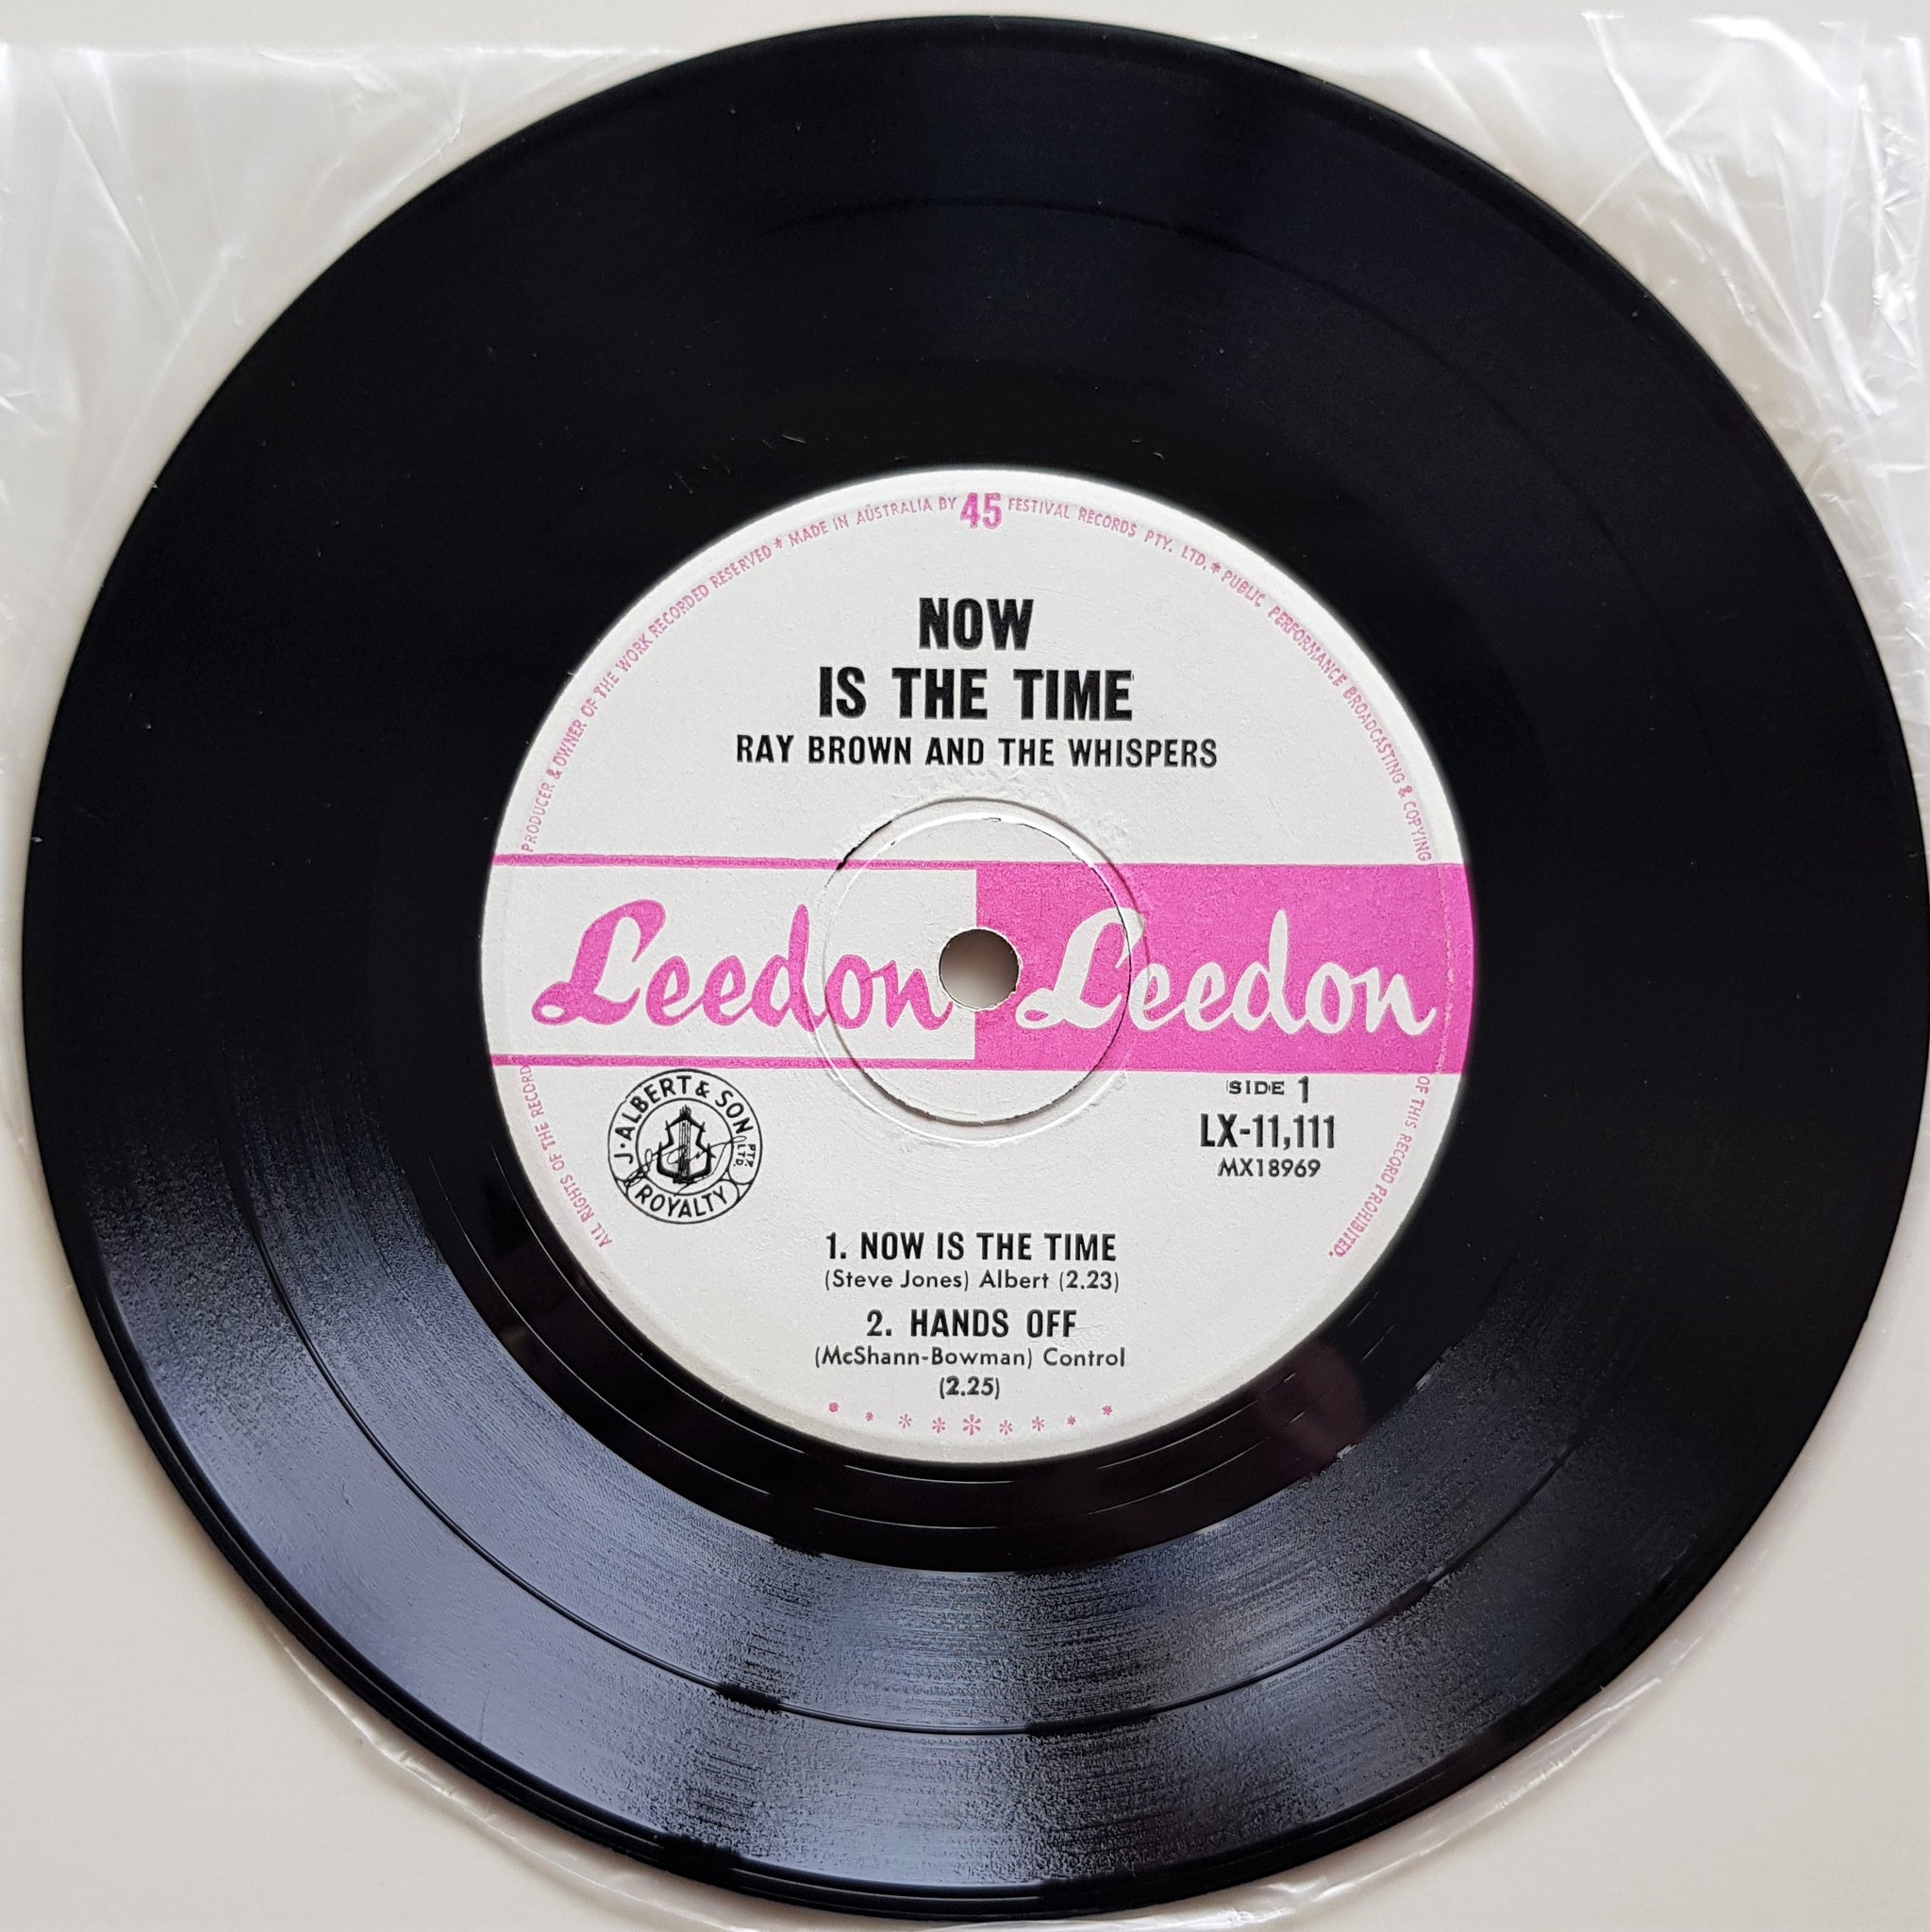 PRODUCER & OWNER OF THE WORK RECORDED RESERVED * MADE IN AUSTRALIA BY 45 FESTIVAL RECORDS PTY. LTD. * PUBLIC PERFORMANCE BROADCASTING & COPYING
NOW
IS THE TIME
RAY BROWN AND THE WHISPERS
Leedon Leedon
ALL RIGHTS OF THE RECORD
OF THIS RECORD PROHIBITED.
J. ALBERT & SON PTY. LTD.
ROYALTY
SIDE 1
LX-11,111
MX18969
1. NOW IS THE TIME
(Steve Jones) Albert (2.23)
2. HANDS OFF
(McShann-Bowman) Control
(2.25)